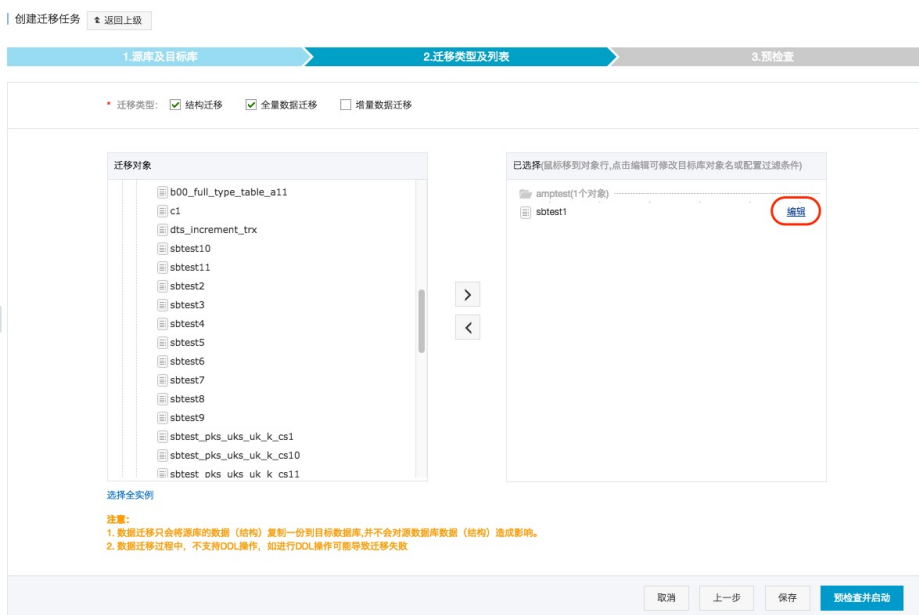 创建迁移任务 返回上级
1.源库及目标库 2.迁移类型及列表 3.预检查
* 迁移类型: 结构迁移 全量数据迁移 增量数据迁移
迁移对象
b00_full_type_table_a11
c1
dts_increment_trx
sbtest10
sbtest11
sbtest2
sbtest3
sbtest4
sbtest5
sbtest6
sbtest7
sbtest8
sbtest9
sbtest_pks_uks_uk_k_cs1
sbtest_pks_uks_uk_k_cs10
sbtest_pks_uks_uk_k_cs11
已选择(鼠标移到对象行,点击编辑可修改目标库对象名或配置过滤条件)
amptest(1个对象)
sbtest1 编辑
>
<
选择全实例
注意:
1. 数据迁移只会将源库的数据（结构）复制一份到目标数据库,并不会对源数据库数据（结构）造成影响。
2. 数据迁移过程中，不支持DDL操作，如进行DDL操作可能导致迁移失败
取消 上一步 保存 预检查并启动